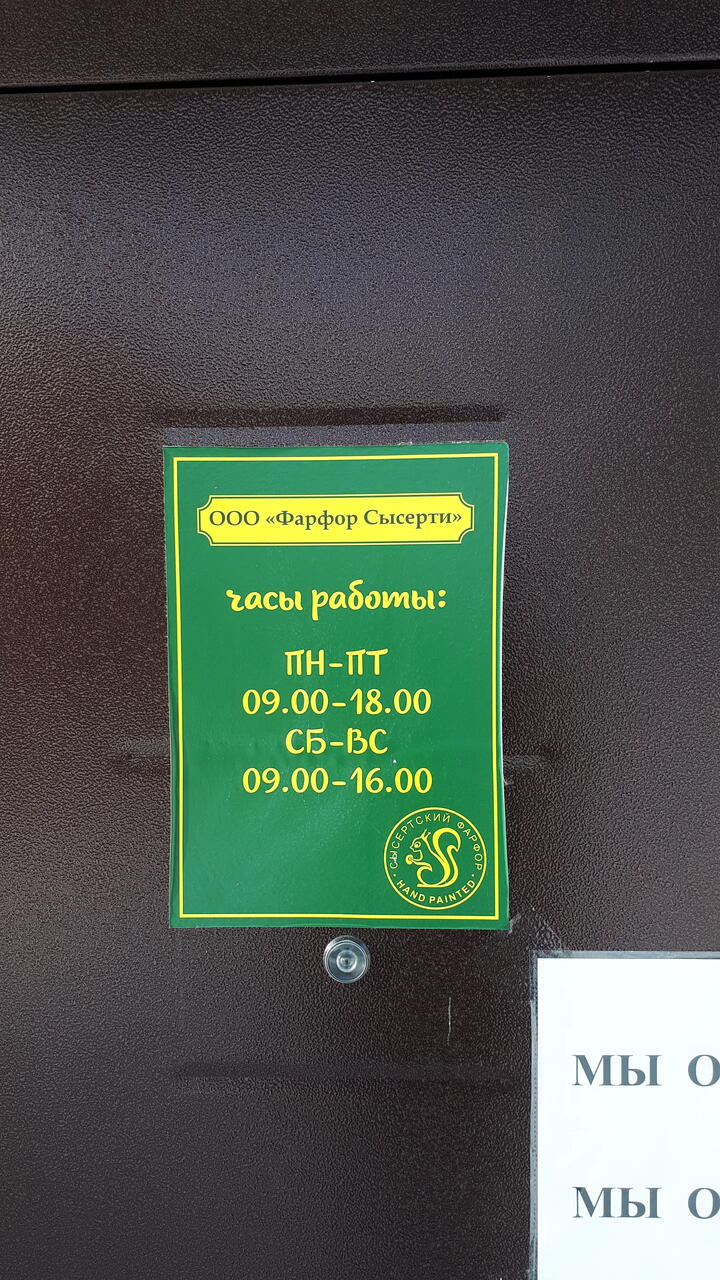 ООО «Фарфор Сысерти»
часы работы:
ПН-ПТ
09.00-18.00
СБ-ВС
09.00-16.00
СЫСЕРТСКИЙ ФАРФОР
HAND PAINTED
МЫ О
МЫ О